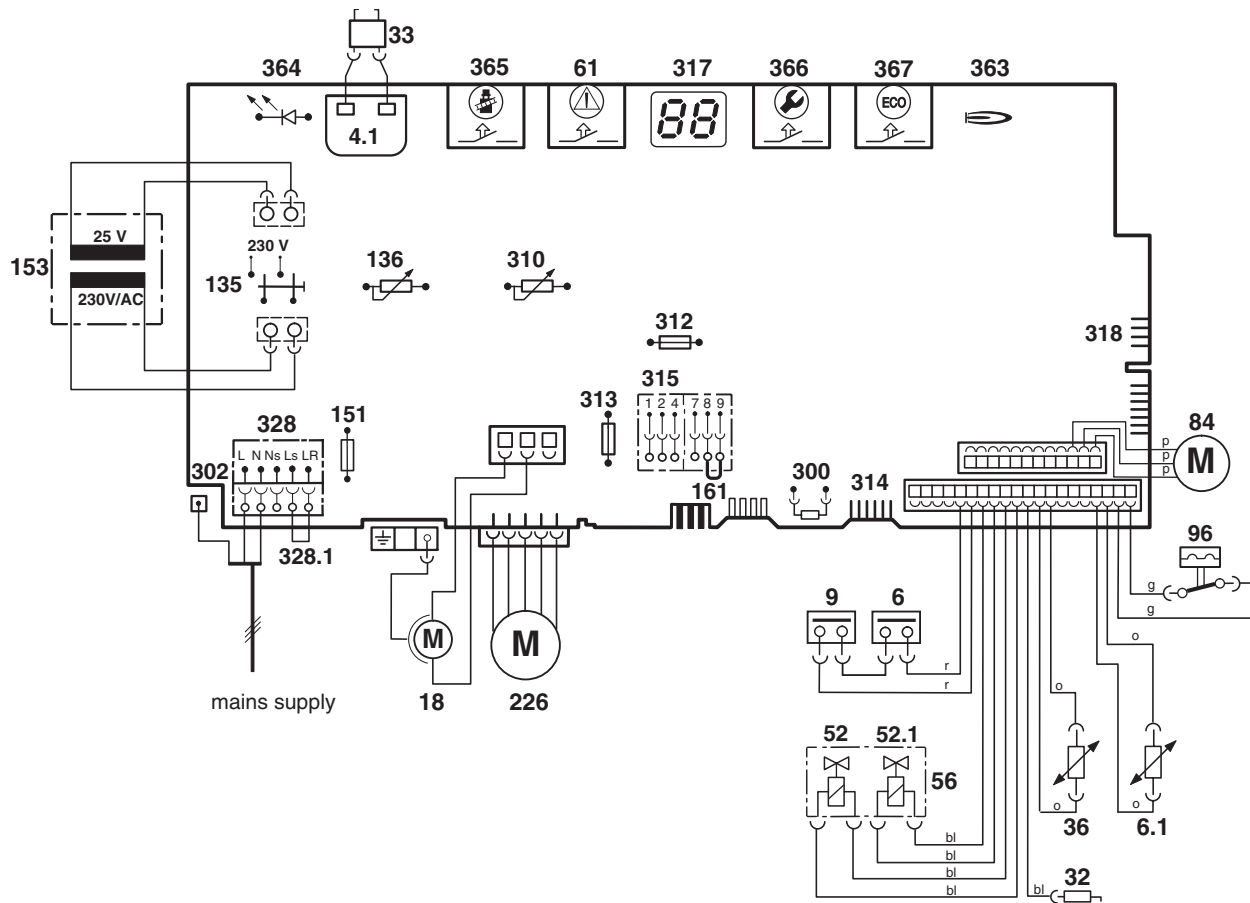 33
364
365
61
317
366
367
363
ECO
88
4.1
25 V
153
230V/AC
230 V
135
136
310
312
318
315
1 2 4 7 8 9
313
151
328
L N Ns Ls LR
302
84
M
p
p
p
300
314
161
328.1
96
g
g
M
M
9
6
r
r
o
o
mains supply
18
226
52
52.1
56
o
o
36
6.1
bl
bl
bl
bl
bl
32